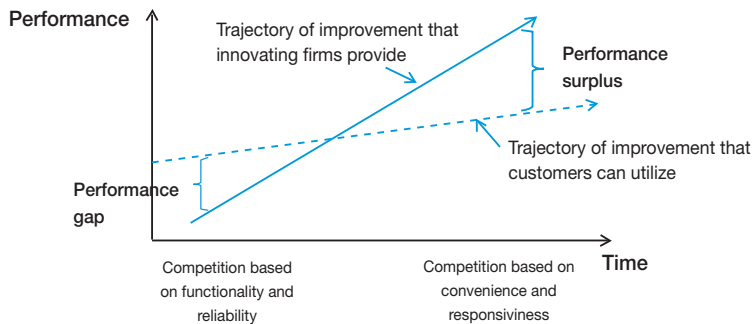 Performance
Trajectory of improvement that
innovating firms provide
Performance
surplus
Trajectory of improvement that
customers can utilize
Performance
gap
Time
Competition based
on functionality and
reliability
Competition based on
convenience and
responsiviness